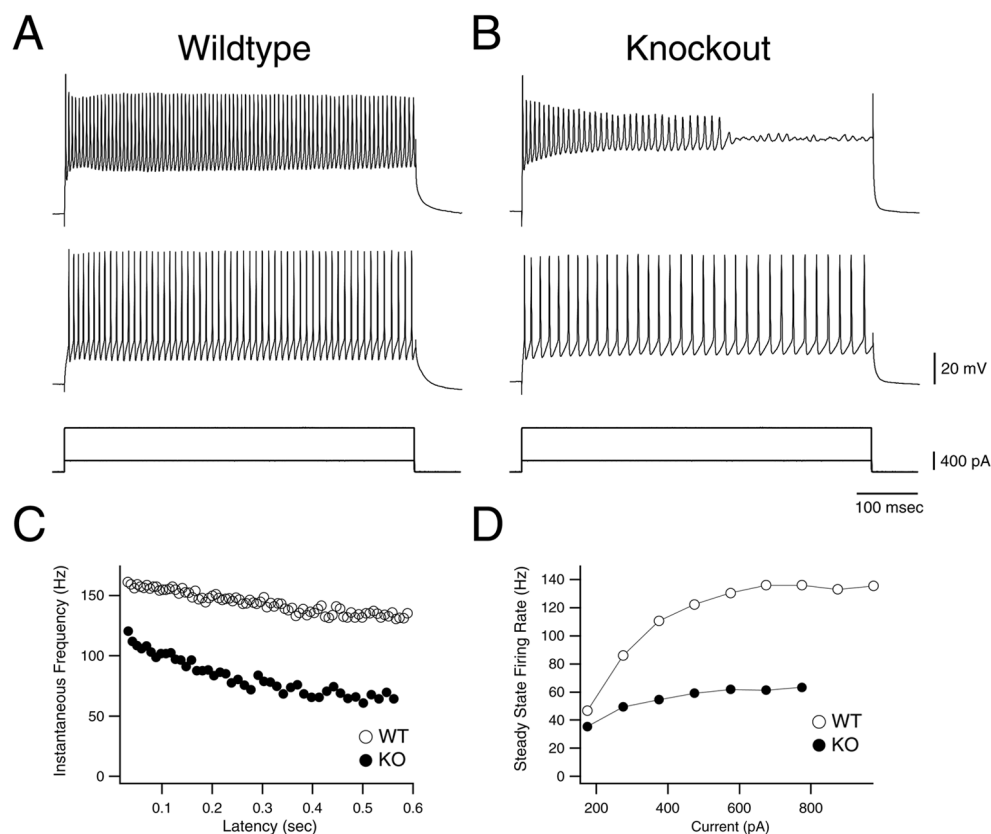 A
Wildtype
B
Knockout
20 mV
400 pA
100 msec
C
Instantaneous Frequency (Hz)
150
100
50
0
WT
KO
0.1
0.2
0.3
0.4
0.5
0.6
Latency (sec)
D
Steady State Firing Rate (Hz)
140
120
100
80
60
40
20
0
WT
KO
200
400
600
800
Current (pA)